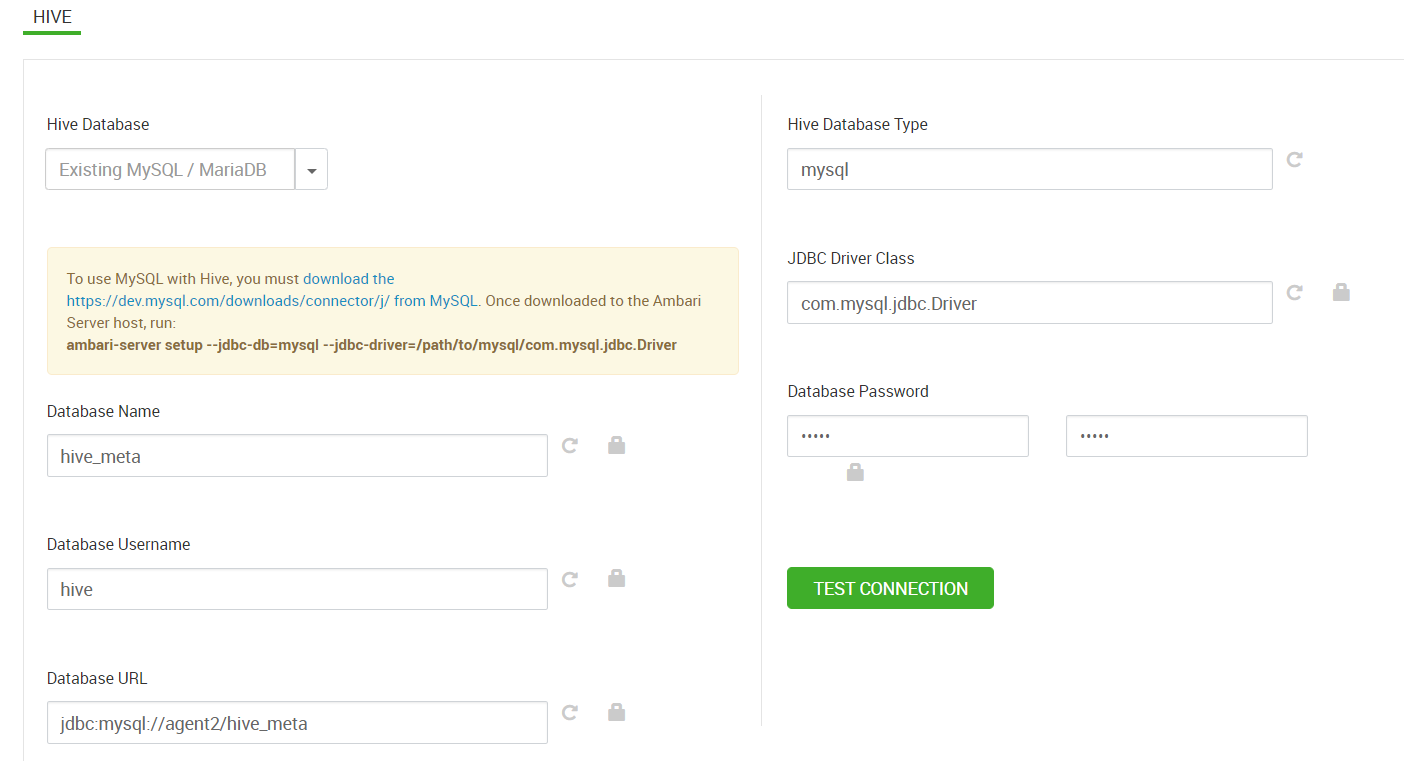 HIVE
Hive Database
Existing MySQL / MariaDB
To use MySQL with Hive, you must download the
https://dev.mysql.com/downloads/connector/j/ from MySQL. Once downloaded to the Ambari
Server host, run:
ambari-server setup --jdbc-db=mysql --jdbc-driver=/path/to/mysql/com.mysql.jdbc.Driver
Database Name
hive_meta
Database Username
hive
Database URL
jdbc:mysql://agent2/hive_meta
Hive Database Type
mysql
JDBC Driver Class
com.mysql.jdbc.Driver
Database Password
••••• •••••
TEST CONNECTION